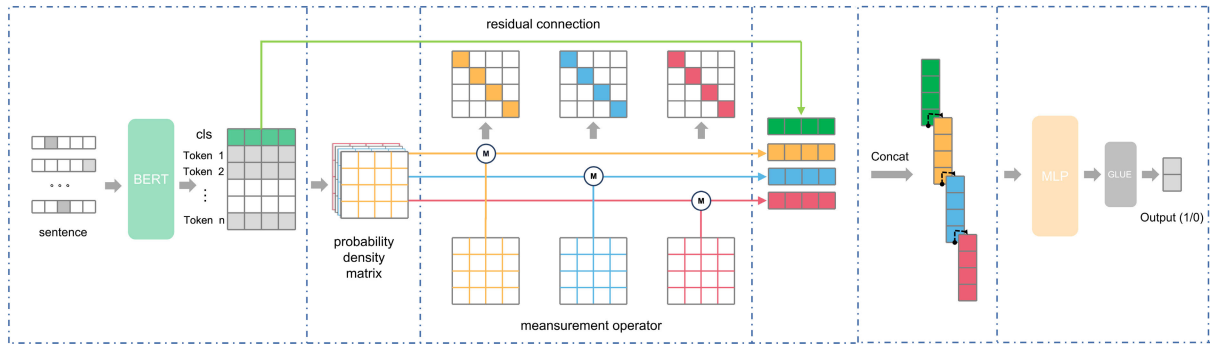 residual connection
sentence
BERT
cls
Token 1
Token 2
Token n
probability
density
matrix
M
M
M
meansurement operator
Concat
MLP
GLUE
Output (1/0)